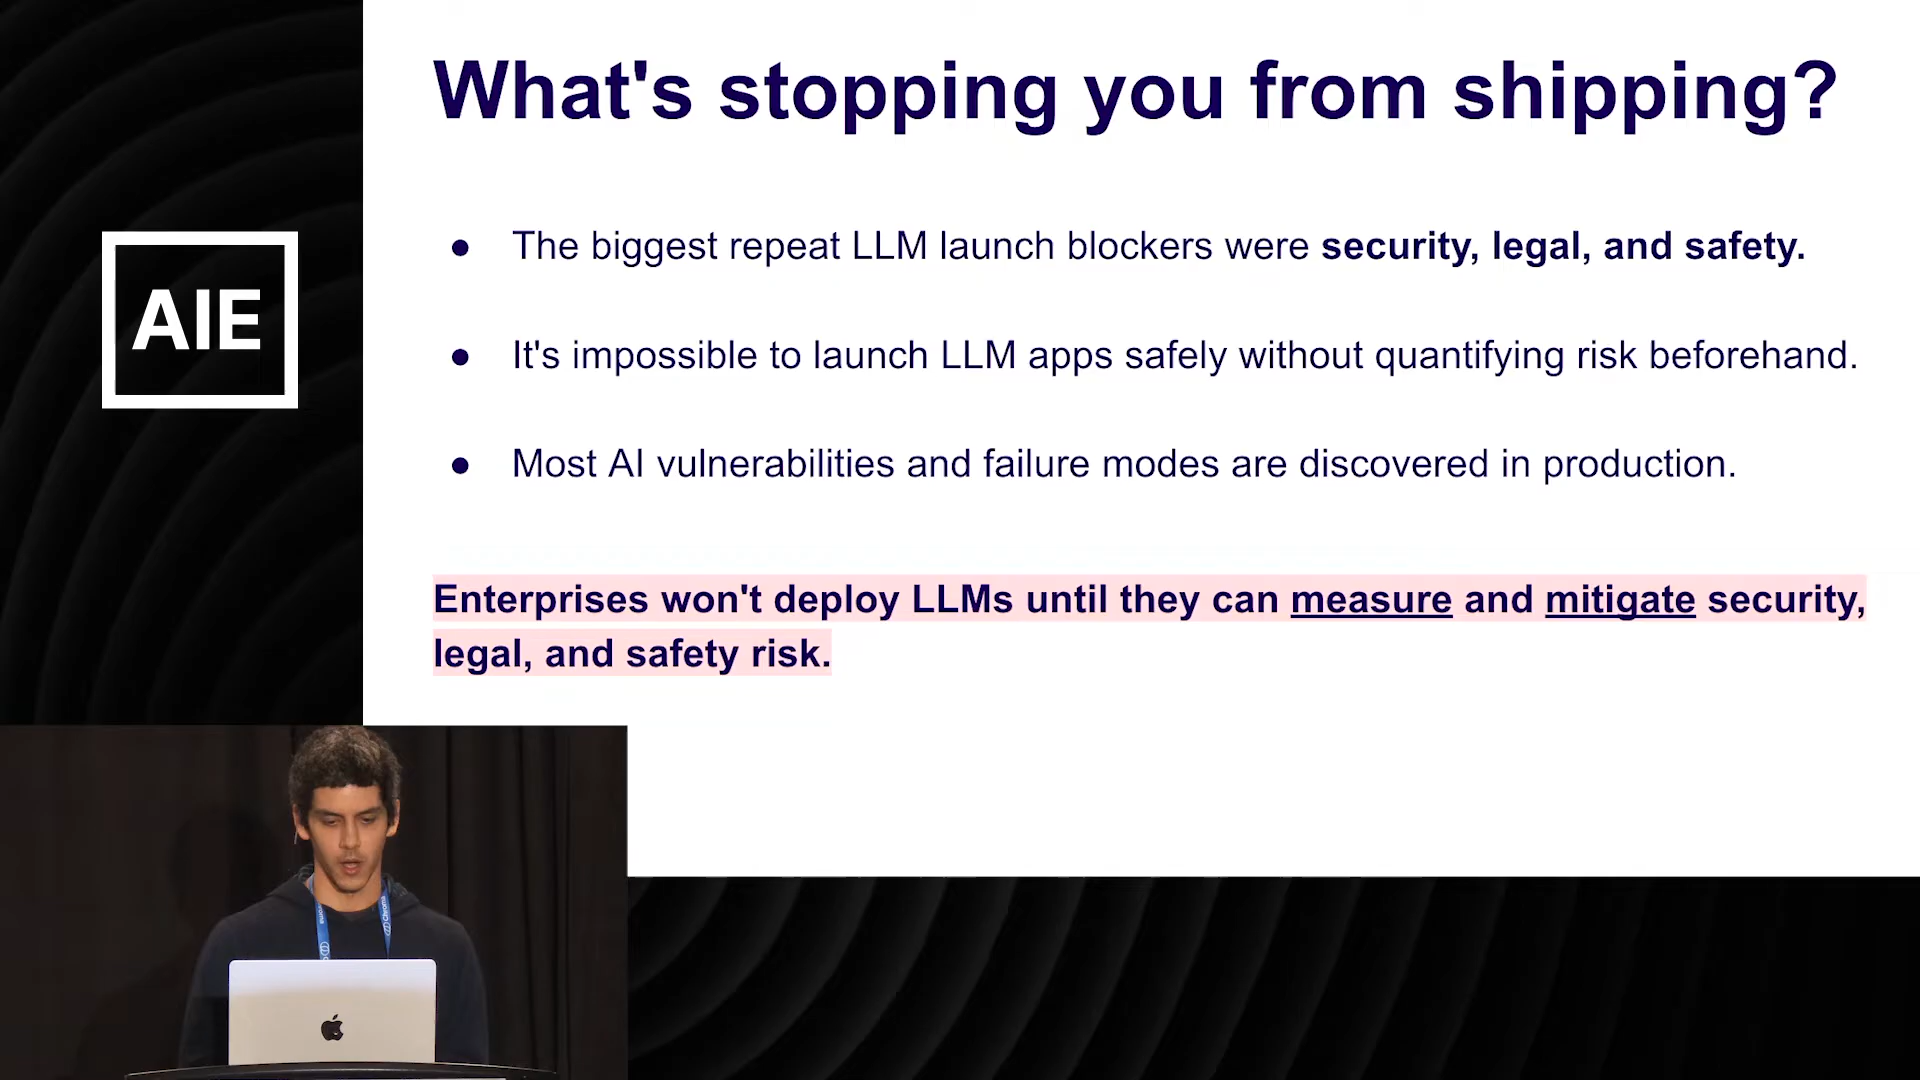 What's stopping you from shipping?
● The biggest repeat LLM launch blockers were security, legal, and safety.
● It's impossible to launch LLM apps safely without quantifying risk beforehand.
● Most AI vulnerabilities and failure modes are discovered in production.
Enterprises won't deploy LLMs until they can measure and mitigate security,
legal, and safety risk.
AIE
Chroma